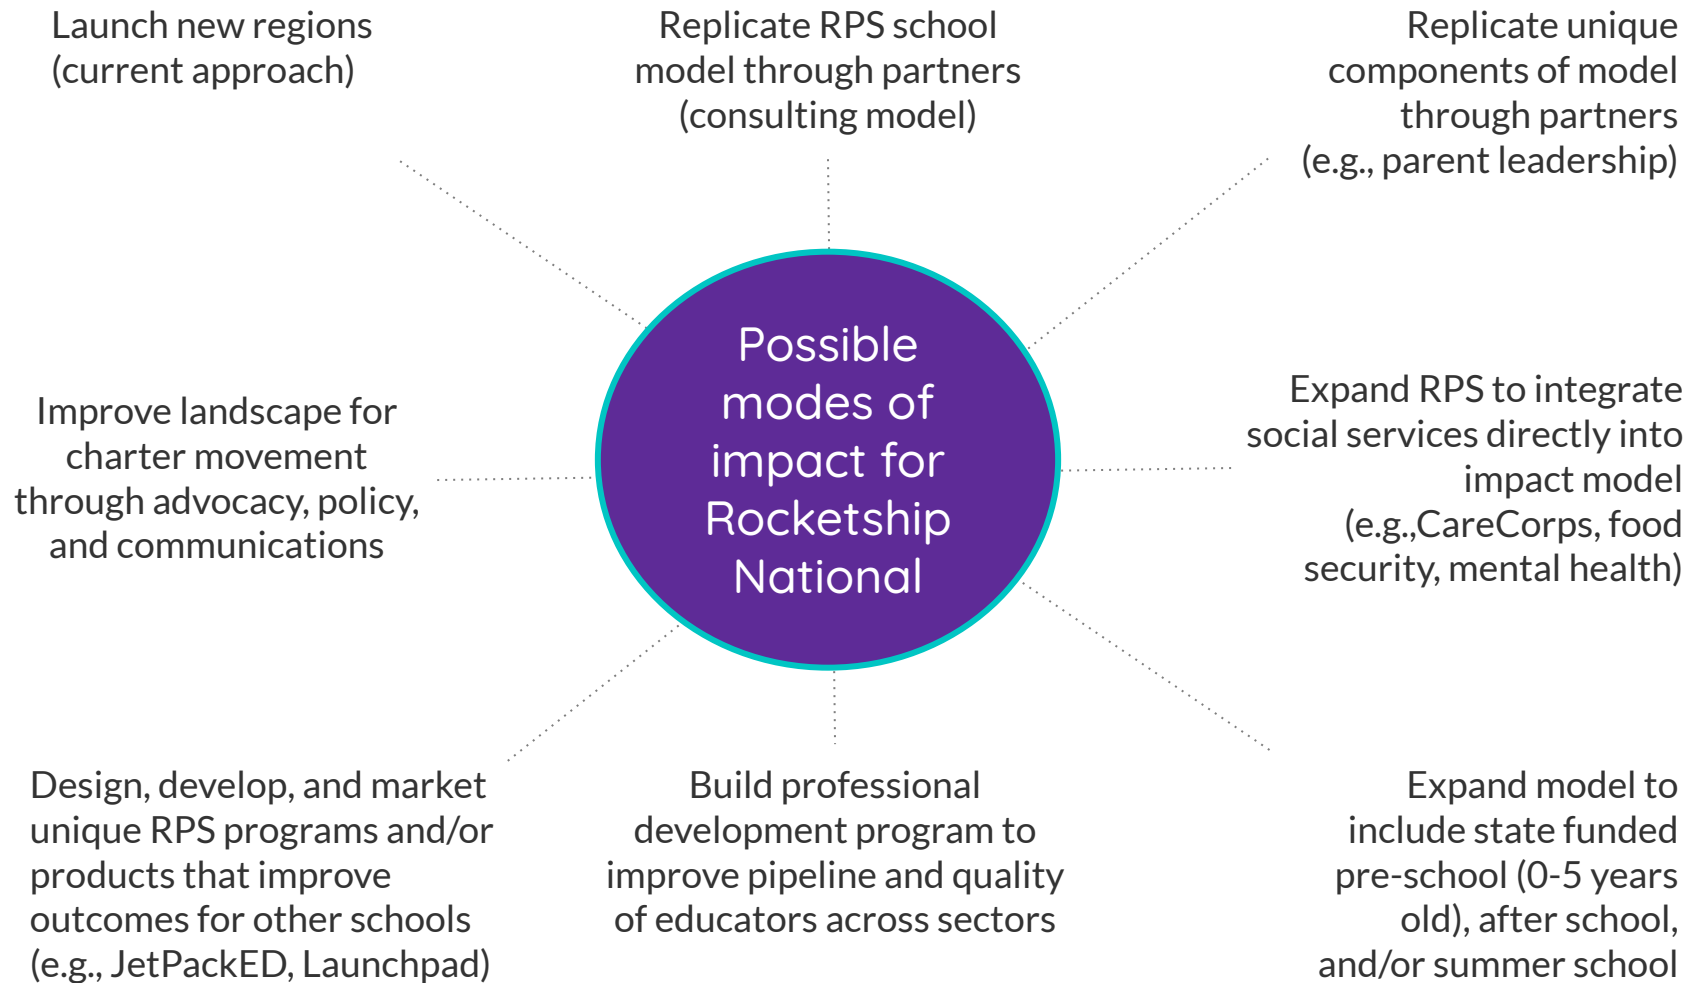 Launch new regions
(current approach)
Replicate RPS school
model through partners
(consulting model)
Replicate unique
components of model
through partners
(e.g., parent leadership)
Possible
modes of
impact for
Rocketship
National
Improve landscape for
charter movement
through advocacy, policy,
and communications
Expand RPS to integrate
social services directly into
impact model
(e.g.,CareCorps, food
security, mental health)
Design, develop, and market
unique RPS programs and/or
products that improve
outcomes for other schools
(e.g., JetPackED, Launchpad)
Build professional
development program to
improve pipeline and quality
of educators across sectors
Expand model to
include state funded
pre-school (0-5 years
old), after school,
and/or summer school